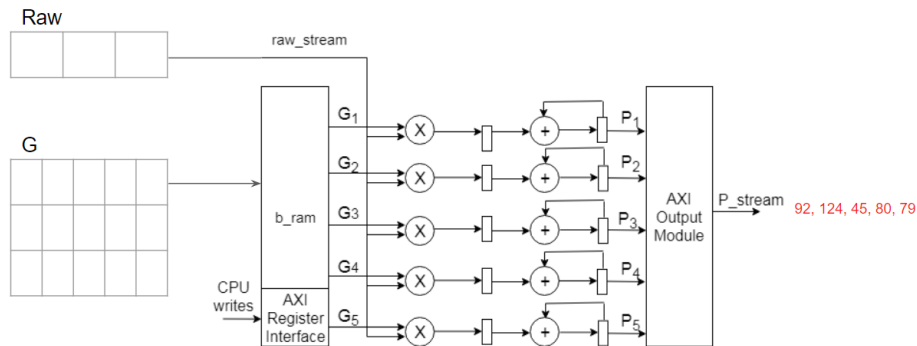 Raw
raw_stream
G
G1
G2
G3
G4
G5
b_ram
CPU
writes
AXI
Register
Interface
X
X
X
X
X
+
+
+
+
+
P1
P2
P3
P4
P5
AXI
Output
Module
P_stream
92, 124, 45, 80, 79